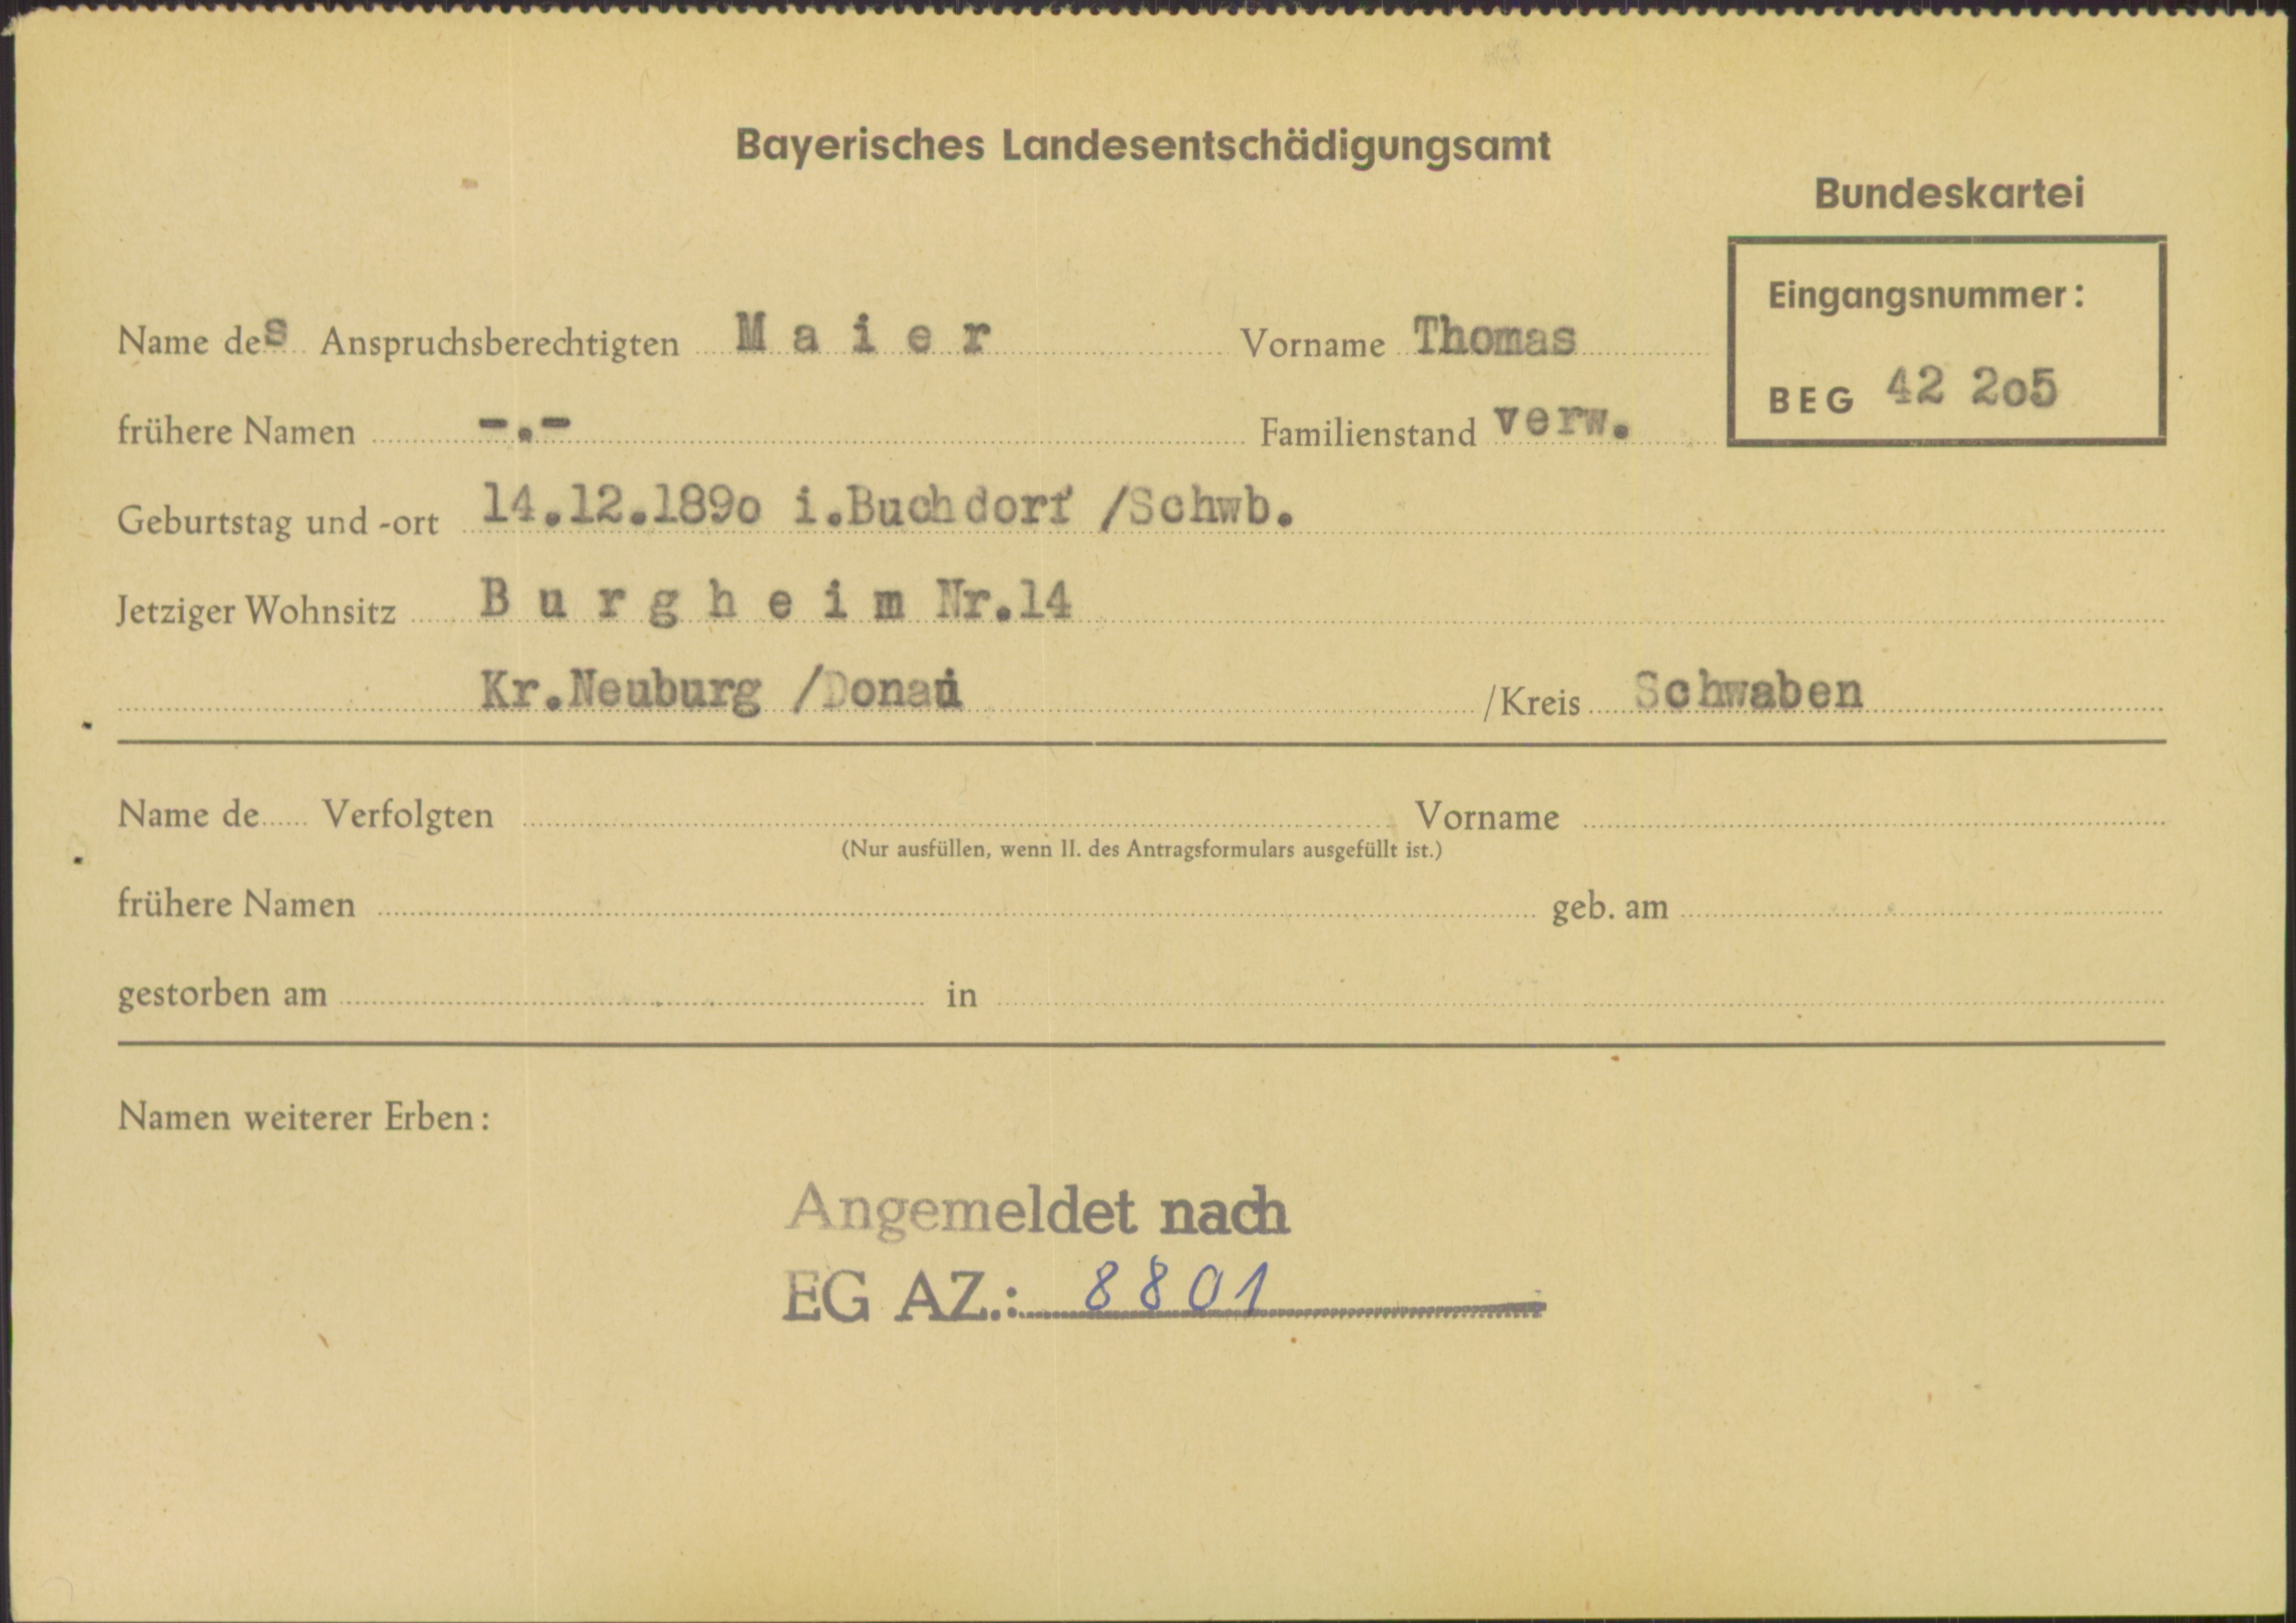 Bayerisches Landesentschädigungsamt
Bundeskartei
Eingangsnummer:
BEG 42 2o5
Name des Anspruchsberechtigten M a i e r Vorname Thomas
frühere Namen -.- Familienstand verw.
Geburtstag und -ort 14.12.189o i.Buchdorf /Schwb.
Jetziger Wohnsitz B u r g h e i m Nr.14
Kr.Neuburg /Donau /Kreis Schwaben
Name de...... Verfolgten Vorname
(Nur ausfüllen, wenn II. des Antragsformulars ausgefüllt ist.)
frühere Namen geb. am
gestorben am in
Namen weiterer Erben:
Angemeldet nach
EG AZ.: 8801